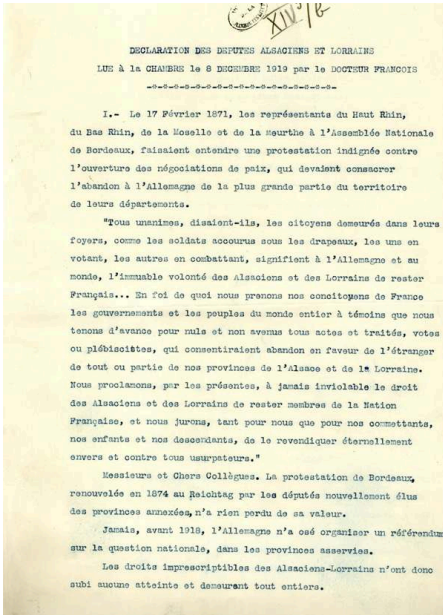 XIV
DECLARATION DES DEPUTES ALSACIENS ET LORRAINS
LUE à la CHAMBRE le 8 DECEMBRE 1919 par le DOCTEUR FRANCOIS
I.- Le 17 Février 1871, les représentants du Haut Rhin,
du Bas Rhin, de la Moselle et de la Meurthe à l'Assemblée Nationale
de Bordeaux, faisaient entendre une protestation indignée contre
l'ouverture des négociations de paix, qui devaient consacrer
l'abandon à l'Allemagne de la plus grande partie du territoire
de leurs départements.
"Tous unanimes, disaient-ils, les citoyens demeurés dans leurs
foyers, comme les soldats accourus sous les drapeaux, les uns en
votant, les autres en combattant, signifient à l'Allemagne et au
monde, l'immuable volonté des Alsaciens et des Lorrains de rester
Français... En foi de quoi nous prenons nos concitoyens de France
les gouvernements et les peuples du monde entier à témoins que nous
tenons d'avance pour nuls et non avenus tous actes et traités, votes
ou plébiscites, qui consentiraient abandon en faveur de l'étranger
de tout ou partie de nos provinces de l'Alsace et de la Lorraine.
Nous proclamons, par les présentes, à jamais inviolable le droit
des Alsaciens et des Lorrains de rester membres de la Nation
Française, et nous jurons, tant pour nous que pour nos commettants,
nos enfants et nos descendants, de le revendiquer éternellement
envers et contre tous usurpateurs."
Messieurs et Chers Collègues. La protestation de Bordeaux,
renouvelée en 1874 au Reichtag par les députés nouvellement élus
des provinces annexées, n'a rien perdu de sa valeur.
Jamais, avant 1918, l'Allemagne n'a osé organiser un référendum
sur la question nationale, dans les provinces asservies.
Les droits imprescriptibles des Alsaciens-Lorrains n'ont donc
subi aucune atteinte et demeurant tout entiers.